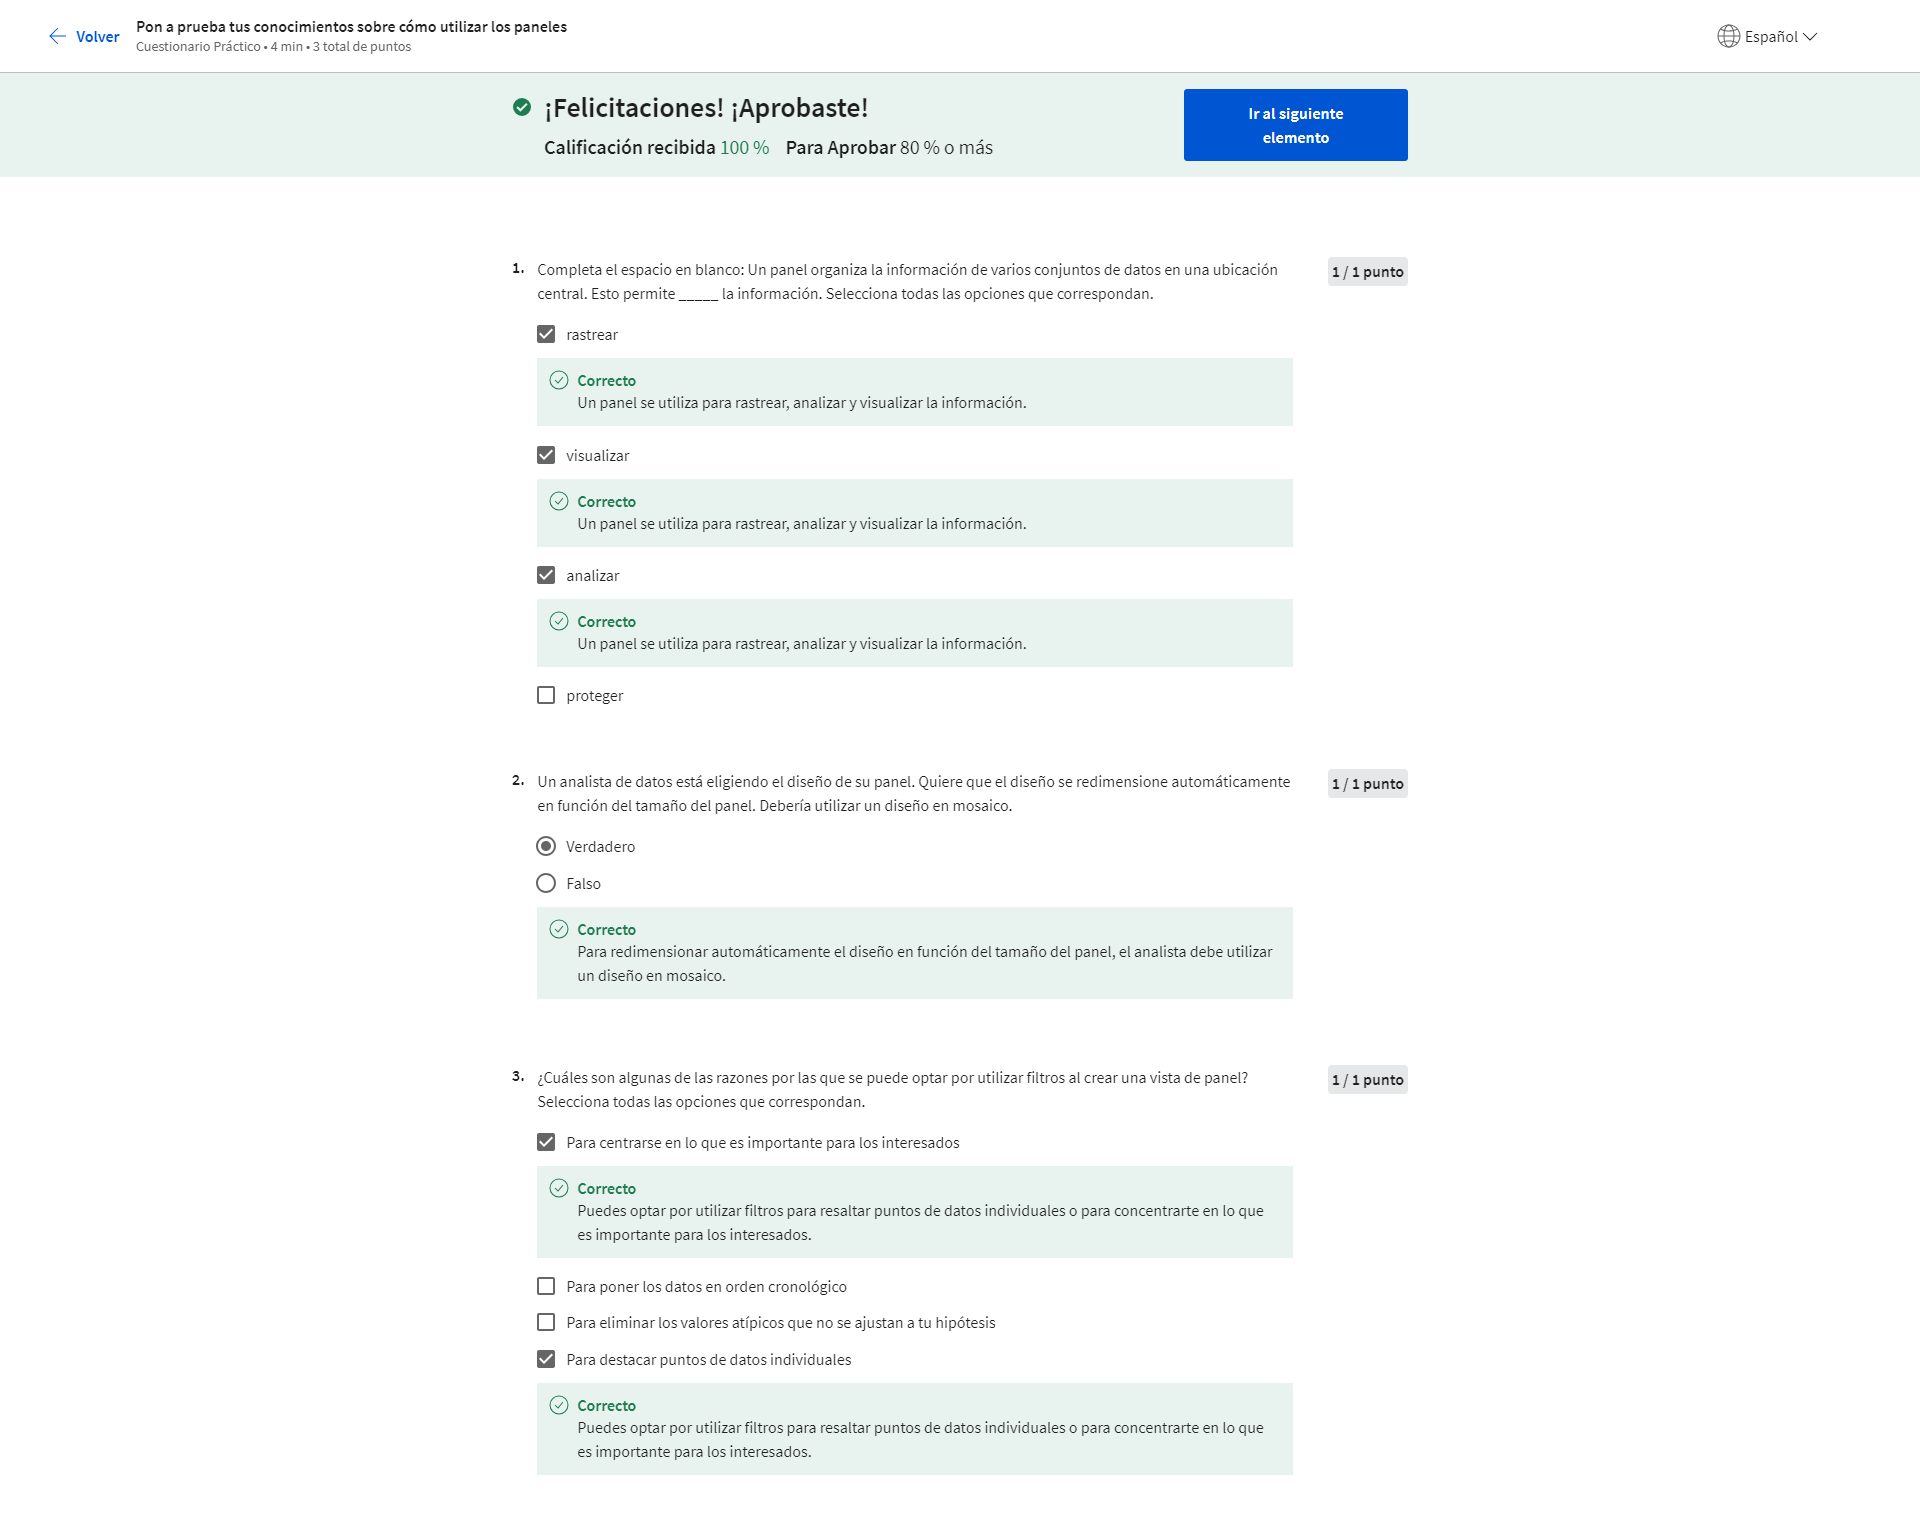 Volver
Pon a prueba tus conocimientos sobre cómo utilizar los paneles
Cuestionario Práctico • 4 min • 3 total de puntos
Español
¡Felicitaciones! ¡Aprobaste!
Calificación recibida 100 % Para Aprobar 80 % o más
Ir al siguiente
elemento
1. Completa el espacio en blanco: Un panel organiza la información de varios conjuntos de datos en una ubicación
central. Esto permite _____ la información. Selecciona todas las opciones que correspondan.
1 / 1 punto
rastrear
Correcto
Un panel se utiliza para rastrear, analizar y visualizar la información.
visualizar
Correcto
Un panel se utiliza para rastrear, analizar y visualizar la información.
analizar
Correcto
Un panel se utiliza para rastrear, analizar y visualizar la información.
proteger
2. Un analista de datos está eligiendo el diseño de su panel. Quiere que el diseño se redimensione automáticamente
en función del tamaño del panel. Debería utilizar un diseño en mosaico.
1 / 1 punto
Verdadero
Falso
Correcto
Para redimensionar automáticamente el diseño en función del tamaño del panel, el analista debe utilizar
un diseño en mosaico.
3. ¿Cuáles son algunas de las razones por las que se puede optar por utilizar filtros al crear una vista de panel?
Selecciona todas las opciones que correspondan.
1 / 1 punto
Para centrarse en lo que es importante para los interesados
Correcto
Puedes optar por utilizar filtros para resaltar puntos de datos individuales o para concentrarte en lo que
es importante para los interesados.
Para poner los datos en orden cronológico
Para eliminar los valores atípicos que no se ajustan a tu hipótesis
Para destacar puntos de datos individuales
Correcto
Puedes optar por utilizar filtros para resaltar puntos de datos individuales o para concentrarte en lo que
es importante para los interesados.